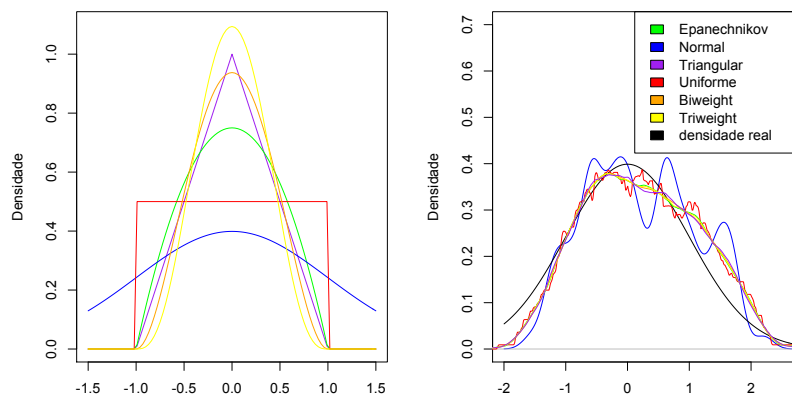 Densidade
1.0
0.8
0.6
0.4
0.2
0.0
-1.5
-1.0
-0.5
0.0
0.5
1.0
1.5
Densidade
0.7
0.6
0.5
0.4
0.3
0.2
0.1
0.0
-2
-1
0
1
2
Epanechnikov
Normal
Triangular
Uniforme
Biweight
Triweight
densidade real